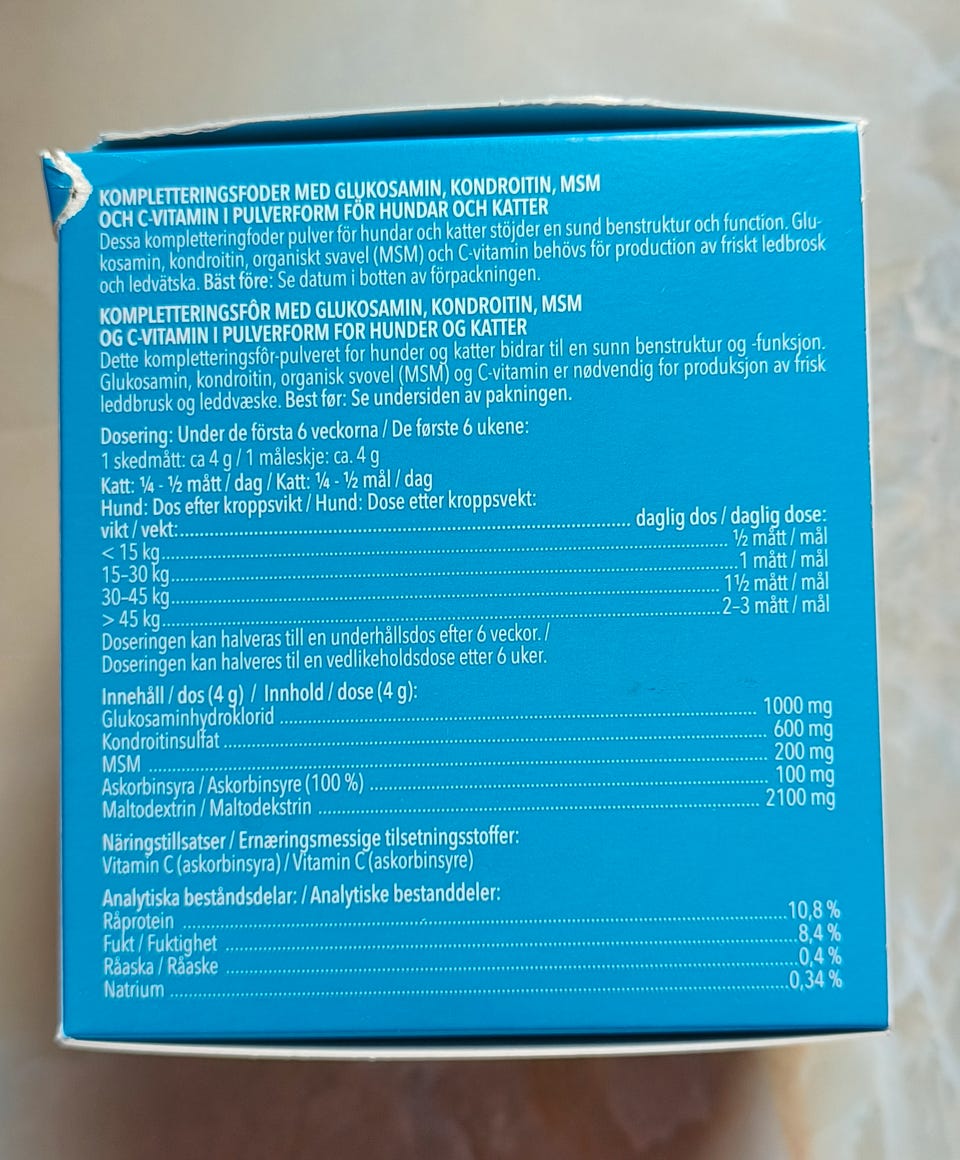 KOMPLETTERINGSFODER MED GLUKOSAMIN, KONDROITIN, MSM
OCH C-VITAMIN I PULVERFORM FÖR HUNDAR OCH KATTER
Dessa kompletteringfoder pulver för hundar och katter stöjder en sund benstruktur och function. Glu-
kosamin, kondroitin, organiskt svavel (MSM) och C-vitamin behövs för production av friskt ledbrosk
och ledvätska. Bäst före: Se datum i botten av förpackningen.
KOMPLETTERINGSFÔR MED GLUKOSAMIN, KONDROITIN, MSM
OG C-VITAMIN I PULVERFORM FOR HUNDER OG KATTER
Dette kompletteringsfôr-pulveret for hunder og katter bidrar til en sunn benstruktur og -funksjon.
Glukosamin, kondroitin, organisk svovel (MSM) og C-vitamin er nødvendig for produksjon av frisk
leddbrusk og leddvæske. Best før: Se undersiden av pakningen.
Dosering: Under de första 6 veckorna / De første 6 ukene:
1 skedmått: ca 4 g / 1 måleskje: ca. 4 g
Katt: ¼ - ½ mått / dag / Katt: ¼ - ½ mål / dag
Hund: Dos efter kroppsvikt / Hund: Dose etter kroppsvekt:
vikt / vekt:.......... daglig dos / daglig dose:
< 15 kg.......... ½ mått / mål
15-30 kg.......... 1 mått / mål
30-45 kg.......... 1½ mått / mål
> 45 kg.......... 2-3 mått / mål
Doseringen kan halveras till en underhållsdos efter 6 veckor. /
Doseringen kan halveres til en vedlikeholdsdose etter 6 uker.
Innehåll / dos (4 g) / Innhold / dose (4 g):
Glukosaminhydroklorid .......... 1000 mg
Kondroitinsulfat .......... 600 mg
MSM .......... 200 mg
Askorbinsyra / Askorbinsyre (100 %) .......... 100 mg
Maltodextrin / Maltodekstrin .......... 2100 mg
Näringstillsatser / Ernæringsmessige tilsetningsstoffer:
Vitamin C (askorbinsyra) / Vitamin C (askorbinsyre)
Analytiska beståndsdelar: / Analytiske bestanddeler:
Råprotein .......... 10,8 %
Fukt / Fuktighet .......... 8,4 %
Råaska / Råaske .......... 0,4 %
Natrium .......... 0,34 %